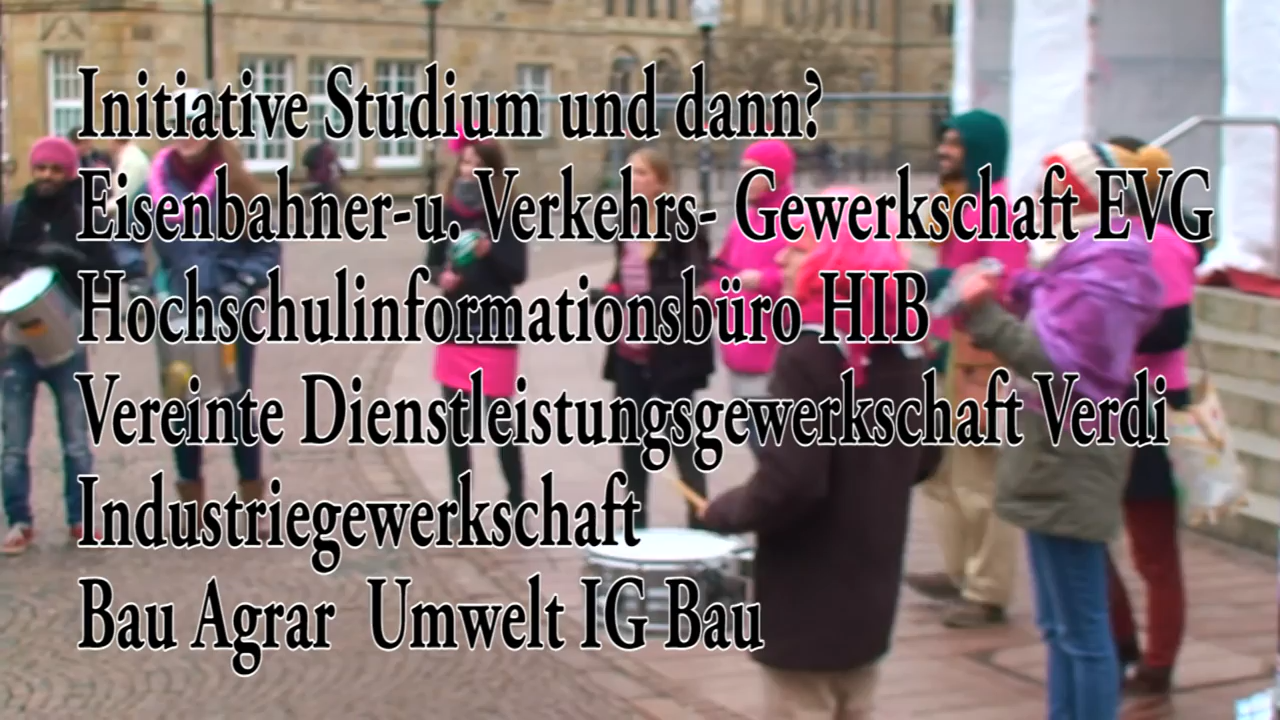 Initiative Studium und dann?
Eisenbahner-u. Verkehrs- Gewerkschaft EVG
Hochschulinformationsbüro HIB
Vereinte Dienstleistungsgewerkschaft Verdi
Industriegewerkschaft
Bau Agrar  Umwelt IG Bau